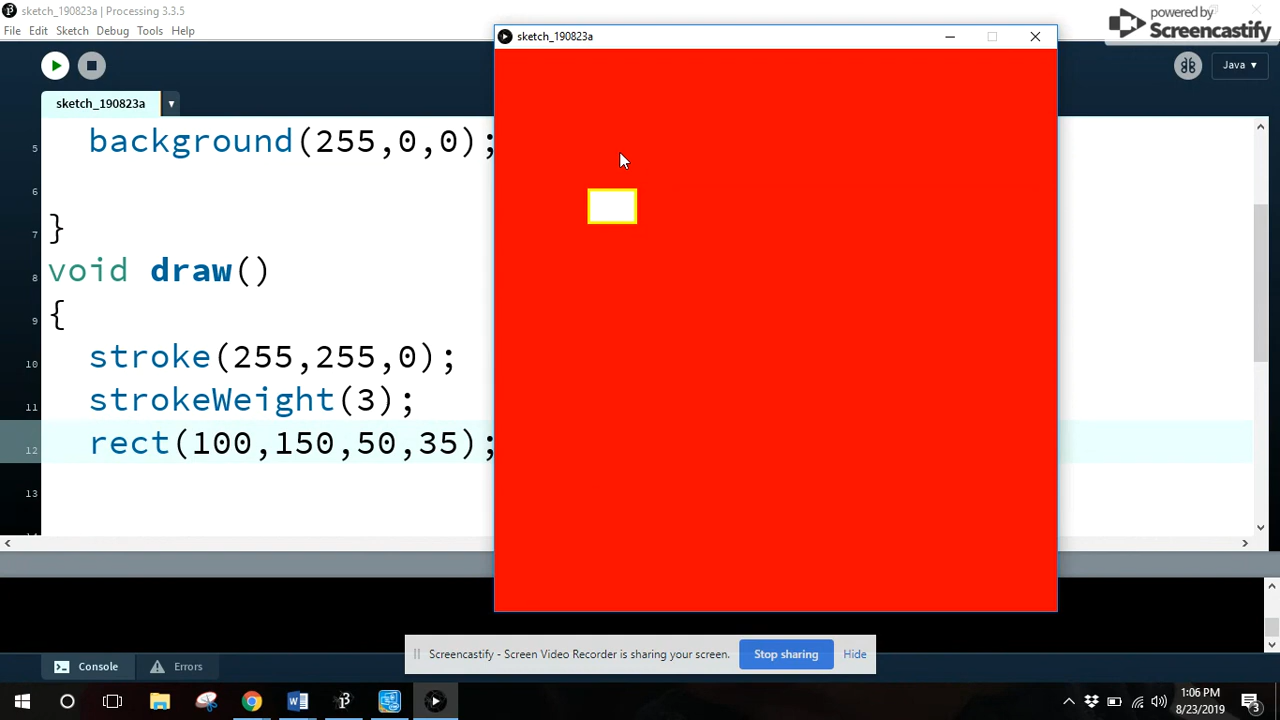 sketch_190823a | Processing 3.3.5
File Edit Sketch Debug Tools Help
powered by
Screencastify
sketch_190823a
Java ▾
sketch_190823a ▾
5 background(255,0,0);
6
7 }
8 void draw()
9 {
10 stroke(255,255,0);
11 strokeWeight(3);
12 rect(100,150,50,35);
13
Screencastify - Screen Video Recorder is sharing your screen. Stop sharing Hide
Console Errors
1:06 PM
8/23/2019
3